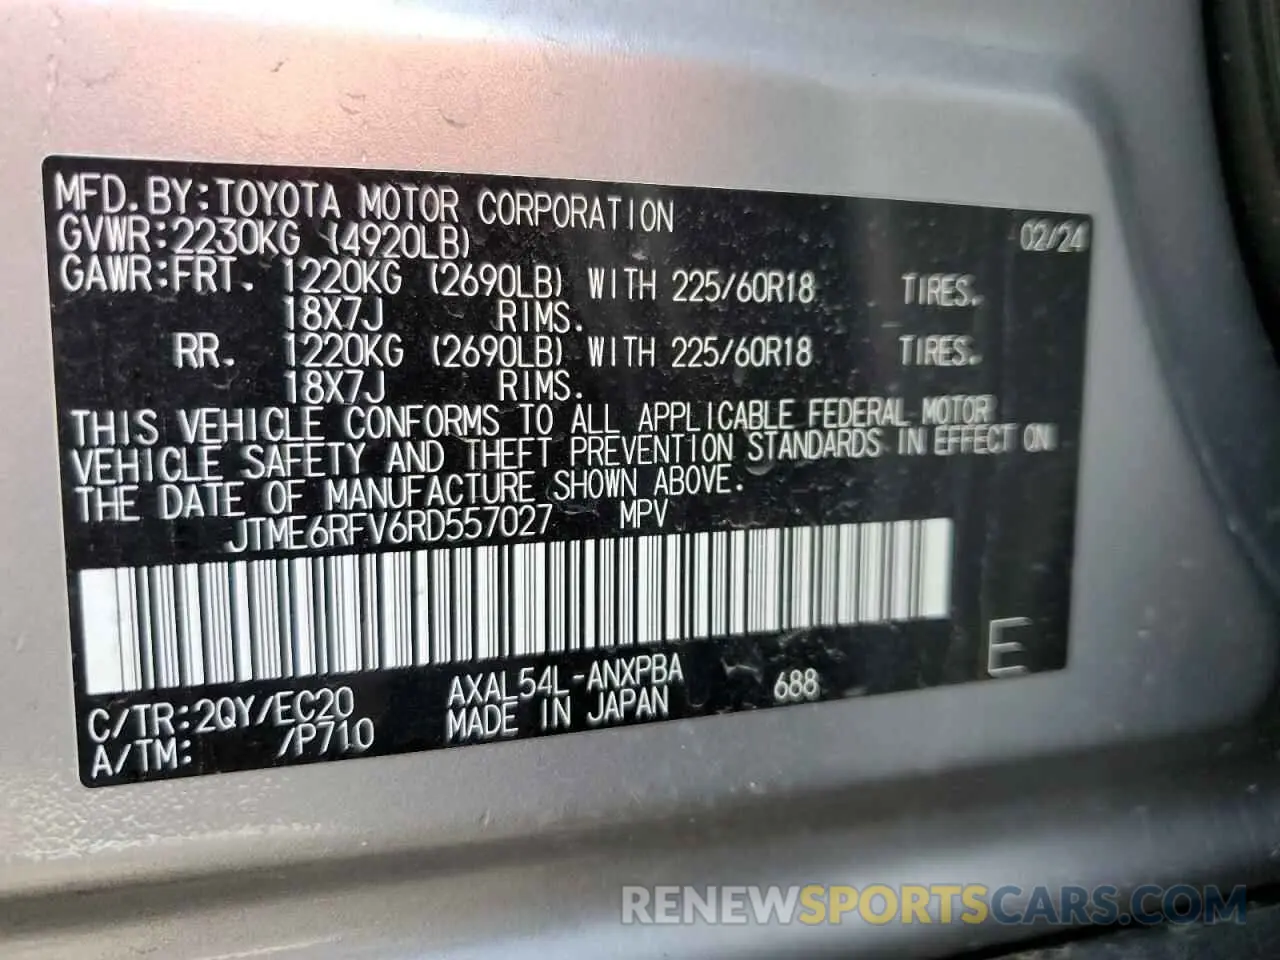 MFD.BY:TOYOTA MOTOR CORPORATION 02/24
GVWR:2230KG (4920LB)
GAWR:FRT. 1220KG (2690LB) WITH 225/60R18 TIRES.
18X7J RIMS.
RR. 1220KG (2690LB) WITH 225/60R18 TIRES.
18X7J RIMS.
THIS VEHICLE CONFORMS TO ALL APPLICABLE FEDERAL MOTOR
VEHICLE SAFETY AND THEFT PREVENTION STANDARDS IN EFFECT ON
THE DATE OF MANUFACTURE SHOWN ABOVE.
JTME6RFV6RD557027 MPV
E
C/TR:2QY/EC20 AXAL54L-ANXPBA 688
A/TM: /P710 MADE IN JAPAN
RENEWSPORTSCARS.COM